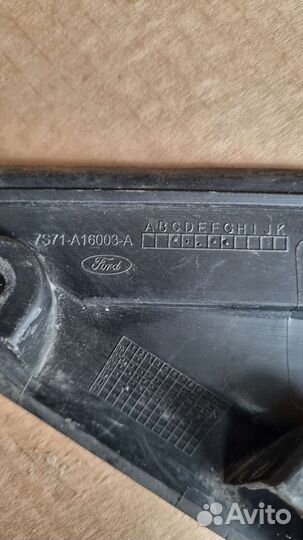 7S71-A16003-A
ABCDEFGHIJK
Ford
Avito